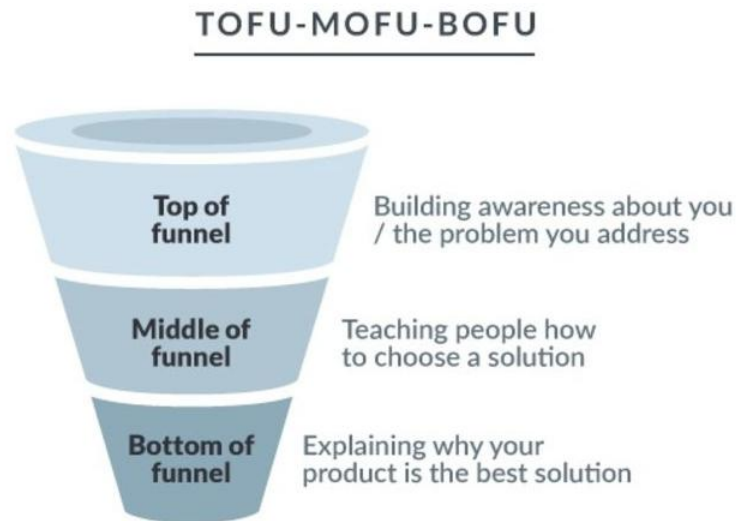 TOFU-MOFU-BOFU
Top of
funnel
Building awareness about you
/ the problem you address
Middle of
funnel
Teaching people how
to choose a solution
Bottom of
funnel
Explaining why your
product is the best solution